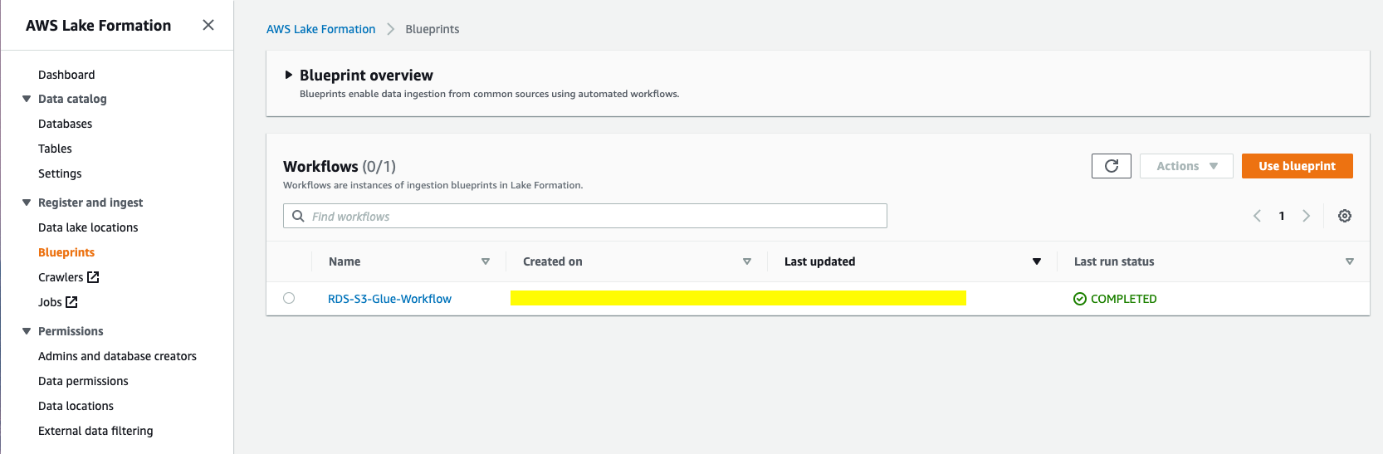 AWS Lake Formation
Dashboard
Data catalog
Databases
Tables
Settings
Register and ingest
Data lake locations
Blueprints
Crawlers
Jobs
Permissions
Admins and database creators
Data permissions
Data locations
External data filtering
AWS Lake Formation Blueprints
Blueprint overview
Blueprints enable data ingestion from common sources using automated workflows.
Workflows (0/1) Actions Use blueprint
Workflows are instances of ingestion blueprints in Lake Formation.
Find workflows 1
Name Created on Last updated Last run status
RDS-S3-Glue-Workflow COMPLETED